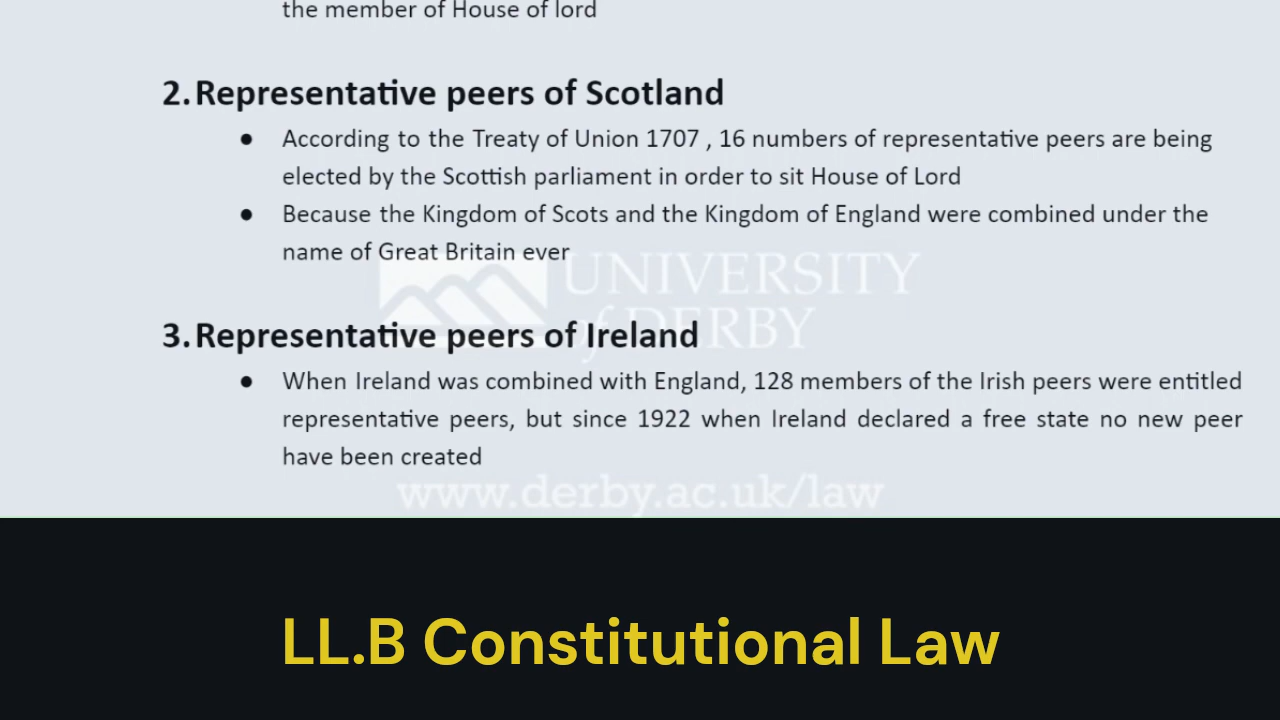 the member of House of lord
2. Representative peers of Scotland
● According to the Treaty of Union 1707 , 16 numbers of representative peers are being
elected by the Scottish parliament in order to sit House of Lord
● Because the Kingdom of Scots and the Kingdom of England were combined under the
name of Great Britain ever
UNIVERSITY
of DERBY
3. Representative peers of Ireland
● When Ireland was combined with England, 128 members of the Irish peers were entitled
representative peers, but since 1922 when Ireland declared a free state no new peer
have been created
www.derby.ac.uk/law
LL.B Constitutional Law